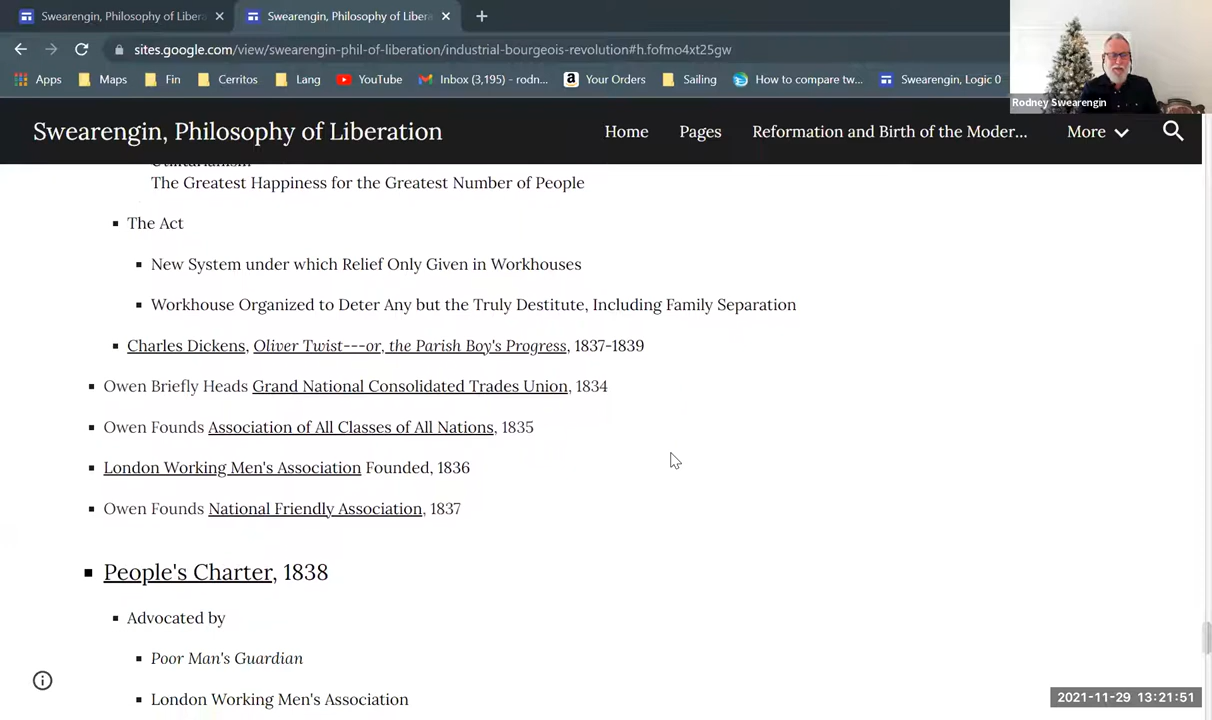 Swearengin, Philosophy of Libera
Swearengin, Philosophy of Libera
sites.google.com/view/swearengin-phil-of-liberation/industrial-bourgeois-revolution#h.fofmo4xt25gw
Apps Maps Fin Cerritos Lang YouTube Inbox (3,195) - rodn... Your Orders Sailing How to compare tw... Swearengin, Logic 0
Rodney Swearengin
Swearengin, Philosophy of Liberation
Home Pages Reformation and Birth of the Moder... More
Utilitarianism
The Greatest Happiness for the Greatest Number of People
The Act
New System under which Relief Only Given in Workhouses
Workhouse Organized to Deter Any but the Truly Destitute, Including Family Separation
Charles Dickens, Oliver Twist---or, the Parish Boy's Progress, 1837-1839
Owen Briefly Heads Grand National Consolidated Trades Union, 1834
Owen Founds Association of All Classes of All Nations, 1835
London Working Men's Association Founded, 1836
Owen Founds National Friendly Association, 1837
People's Charter, 1838
Advocated by
Poor Man's Guardian
London Working Men's Association
2021-11-29 13:21:51